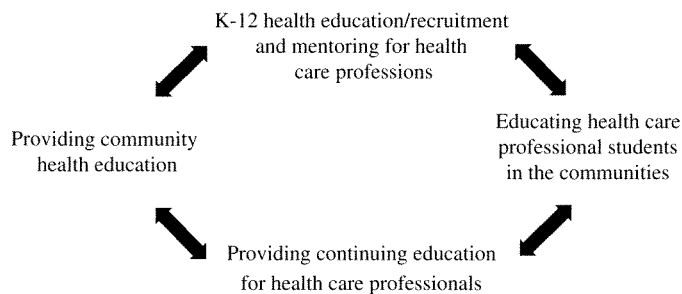 K-12 health education/recruitment
and mentoring for health
care professions
Providing community
health education
Educating health care
professional students
in the communities
Providing continuing education
for health care professionals